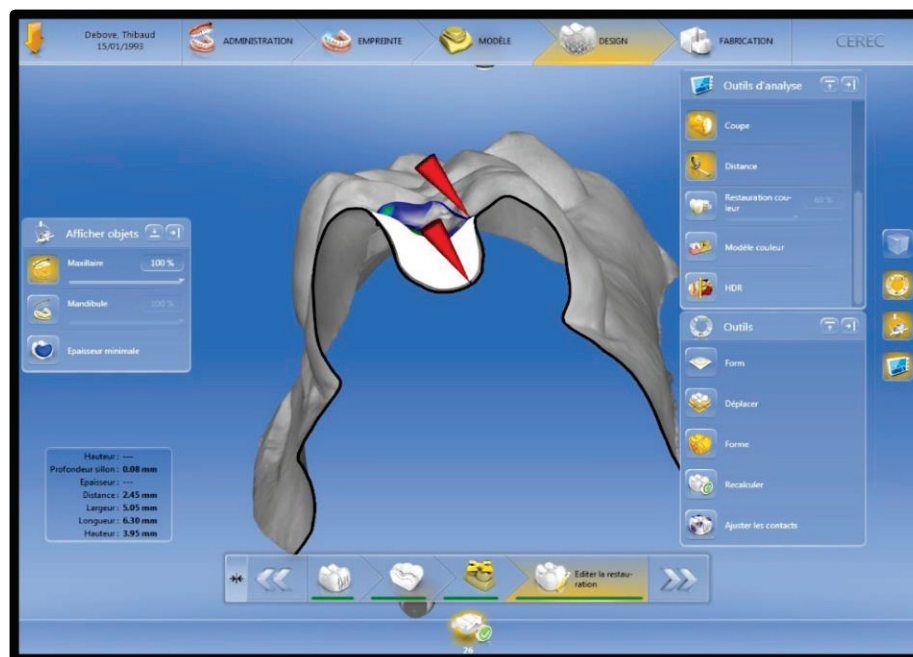 Debove, Thibaud
15/01/1993
ADMINISTRATION
EMPREINTE
MODÈLE
DESIGN
FABRICATION
CEREC
Outils d'analyse
Coupe
Distance
Restauration cou-
leur
60 %
Modèle couleur
HDR
Afficher objets
Maxillaire
100 %
Mandibule
100 %
Epaisseur minimale
Outils
Form
Déplacer
Forme
Recalculer
Ajuster les contacts
Hauteur : ---
Profondeur sillon : 0.08 mm
Epaisseur : ---
Distance : 2.45 mm
Largeur : 5.05 mm
Longueur : 6.30 mm
Hauteur : 3.95 mm
Editer la restau-
ration
26